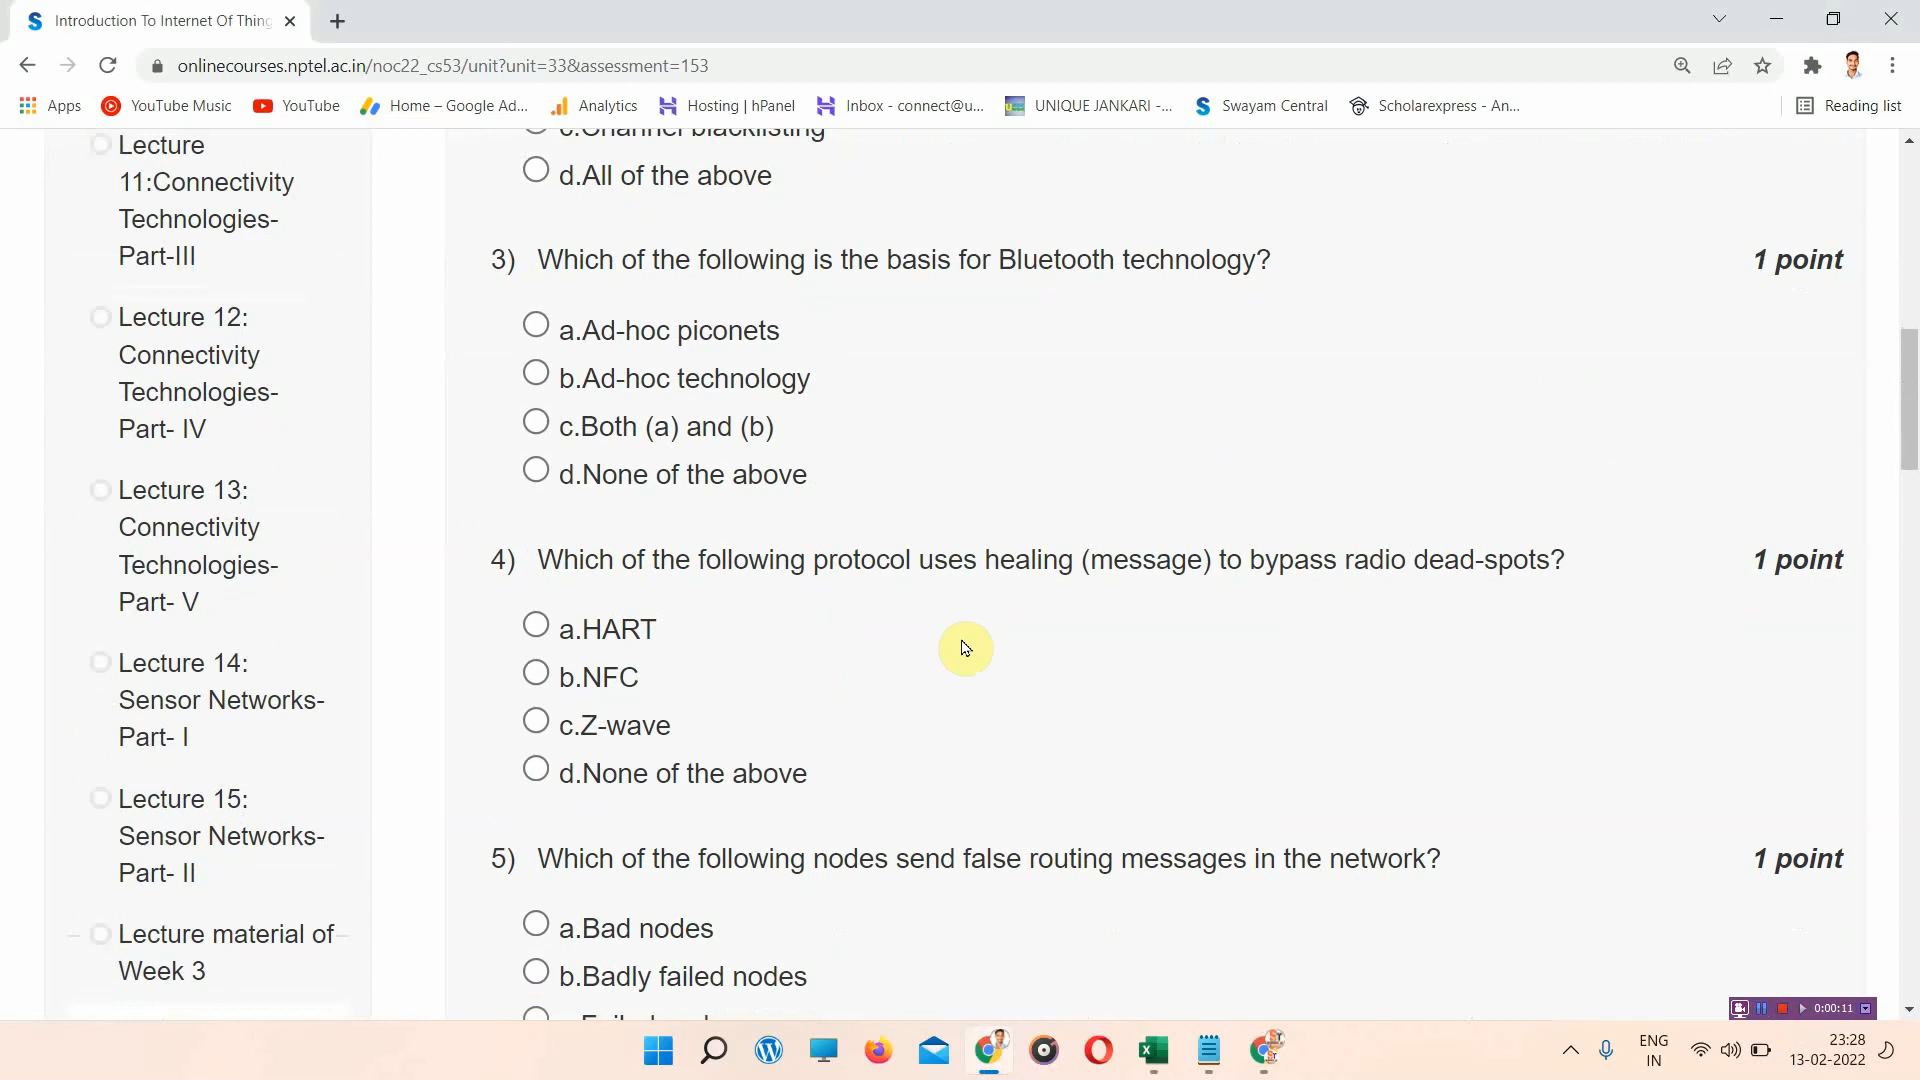 Introduction To Internet Of Thing
onlinecourses.nptel.ac.in/noc22_cs53/unit?unit=33&assessment=153
Apps
YouTube Music
YouTube
Home – Google Ad...
Analytics
Hosting | hPanel
Inbox - connect@u...
UNIQUE JANKARI -...
Swayam Central
Scholarexpress - An...
Reading list
Lecture
11:Connectivity
Technologies-
Part-III
Lecture 12:
Connectivity
Technologies-
Part- IV
Lecture 13:
Connectivity
Technologies-
Part- V
Lecture 14:
Sensor Networks-
Part- I
Lecture 15:
Sensor Networks-
Part- II
Lecture material of
Week 3
c.Channel blacklisting
d.All of the above
3) Which of the following is the basis for Bluetooth technology? 1 point
a.Ad-hoc piconets
b.Ad-hoc technology
c.Both (a) and (b)
d.None of the above
4) Which of the following protocol uses healing (message) to bypass radio dead-spots? 1 point
a.HART
b.NFC
c.Z-wave
d.None of the above
5) Which of the following nodes send false routing messages in the network? 1 point
a.Bad nodes
b.Badly failed nodes
0:00:11
ENG
IN
23:28
13-02-2022